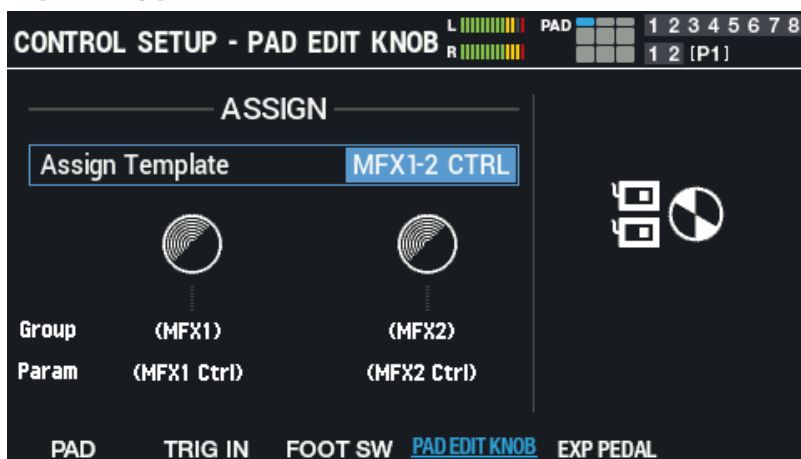 CONTROL SETUP - PAD EDIT KNOB L R PAD 1 2 3 4 5 6 7 8
1 2 [P1]
ASSIGN
Assign Template MFX1-2 CTRL
Group (MFX1) (MFX2)
Param (MFX1 Ctrl) (MFX2 Ctrl)
PAD TRIG IN FOOT SW PAD EDIT KNOB EXP PEDAL